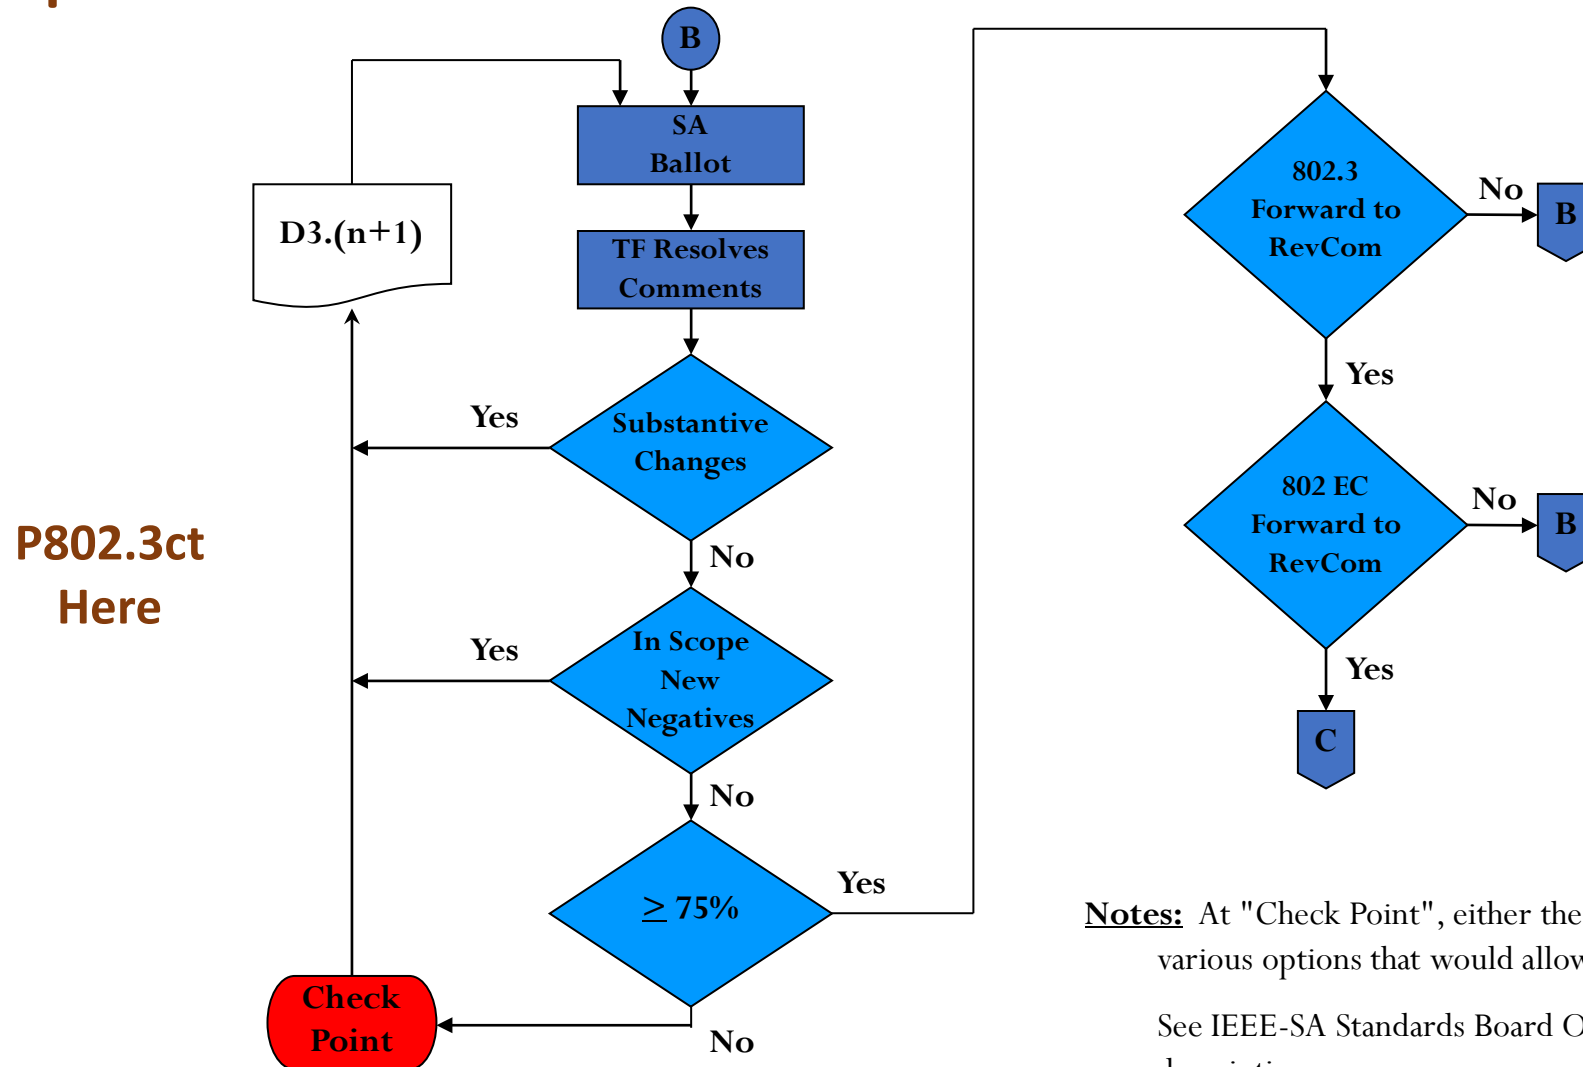 B
SA
Ballot
D3.(n+1)
TF Resolves
Comments
Yes
Substantive
Changes
No
P802.3ct
Here
Yes
In Scope
New
Negatives
No
≥ 75%
Yes
Check
Point
No
802.3
Forward to
RevCom
No
B
Yes
802 EC
Forward to
RevCom
No
B
Yes
C
Notes: At "Check Point", either the
various options that would allow
See IEEE-SA Standards Board O